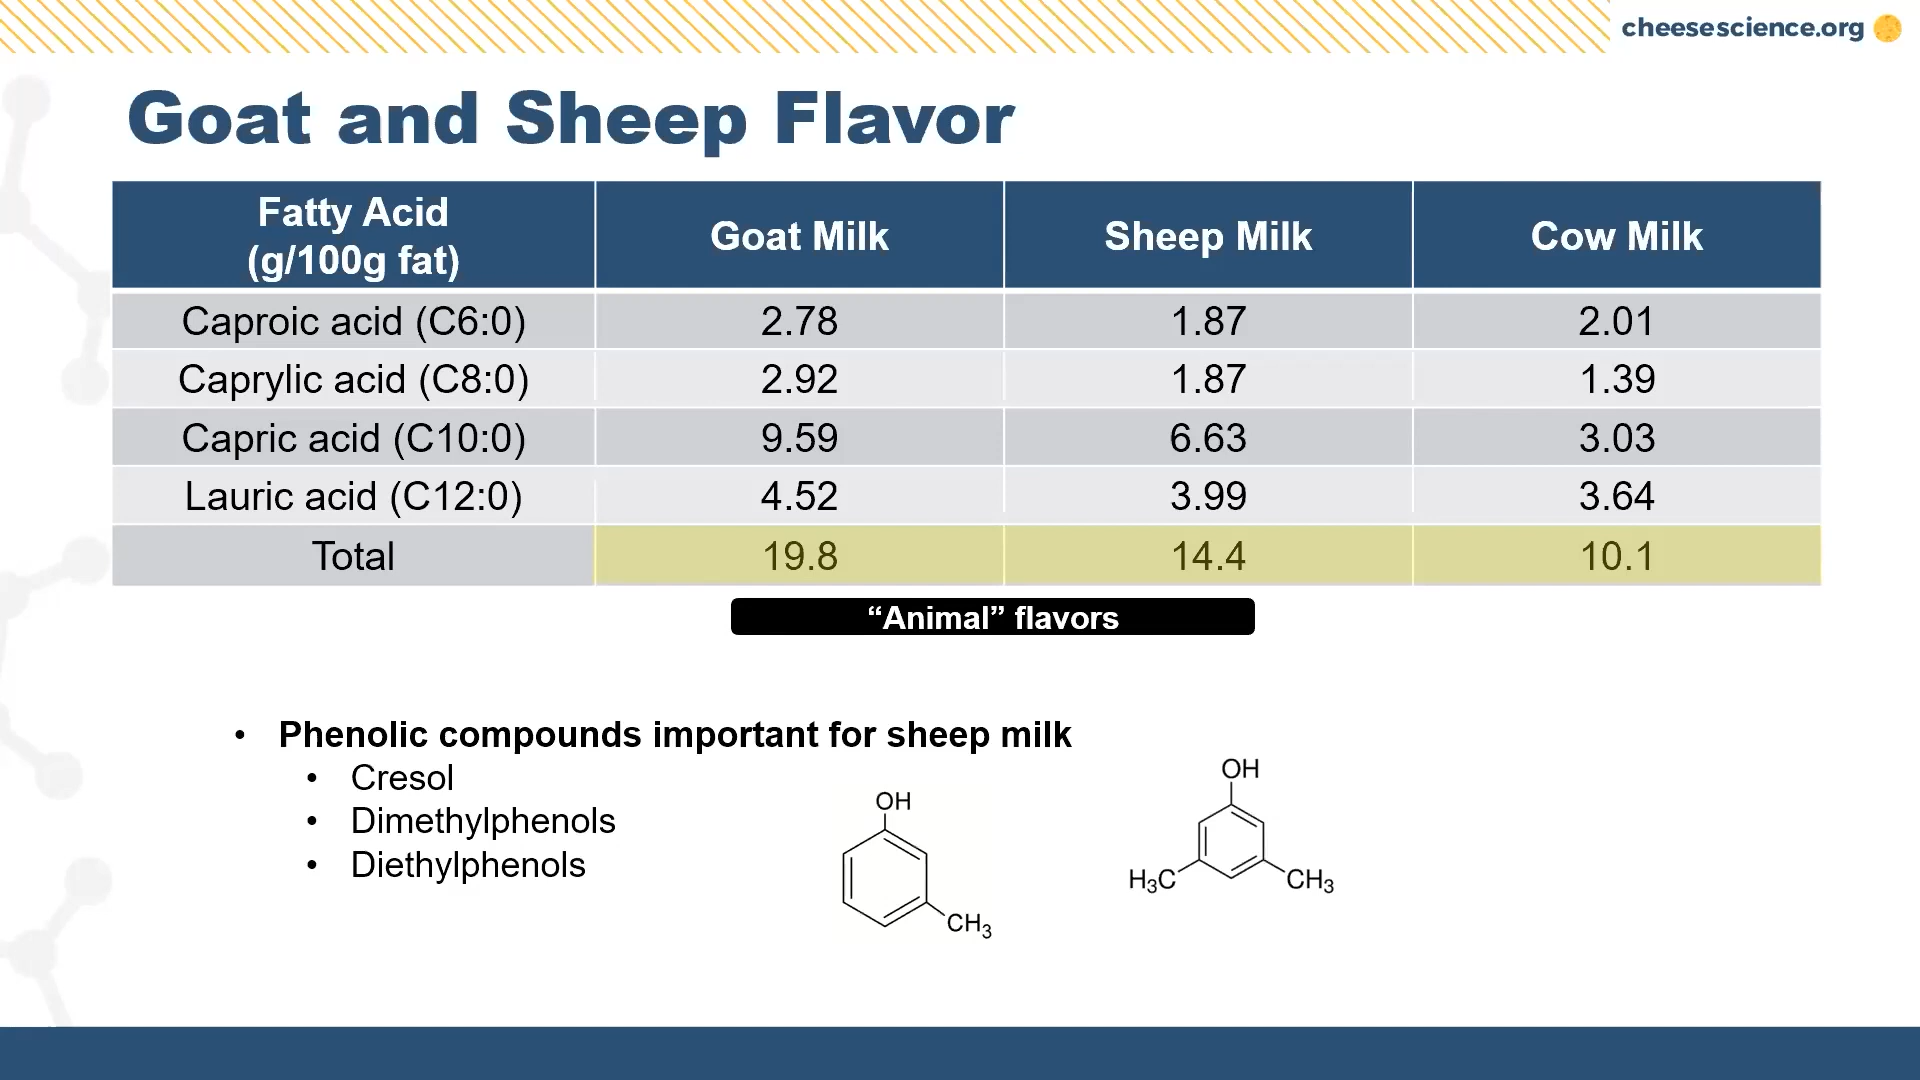 cheesescience.org
Goat and Sheep Flavor
Fatty Acid
(g/100g fat)
Goat Milk
Sheep Milk
Cow Milk
Caproic acid (C6:0) 2.78 1.87 2.01
Caprylic acid (C8:0) 2.92 1.87 1.39
Capric acid (C10:0) 9.59 6.63 3.03
Lauric acid (C12:0) 4.52 3.99 3.64
Total 19.8 14.4 10.1
“Animal” flavors
• Phenolic compounds important for sheep milk
• Cresol
• Dimethylphenols
• Diethylphenols
OH
CH3
OH
H3C
CH3